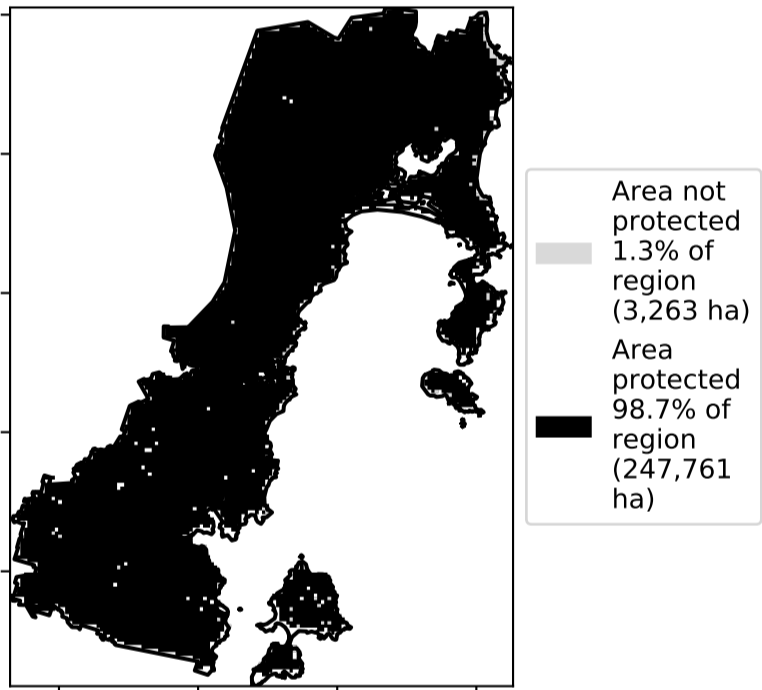 Area not
protected
1.3% of
region
(3,263 ha)
Area
protected
98.7% of
region
(247,761
ha)